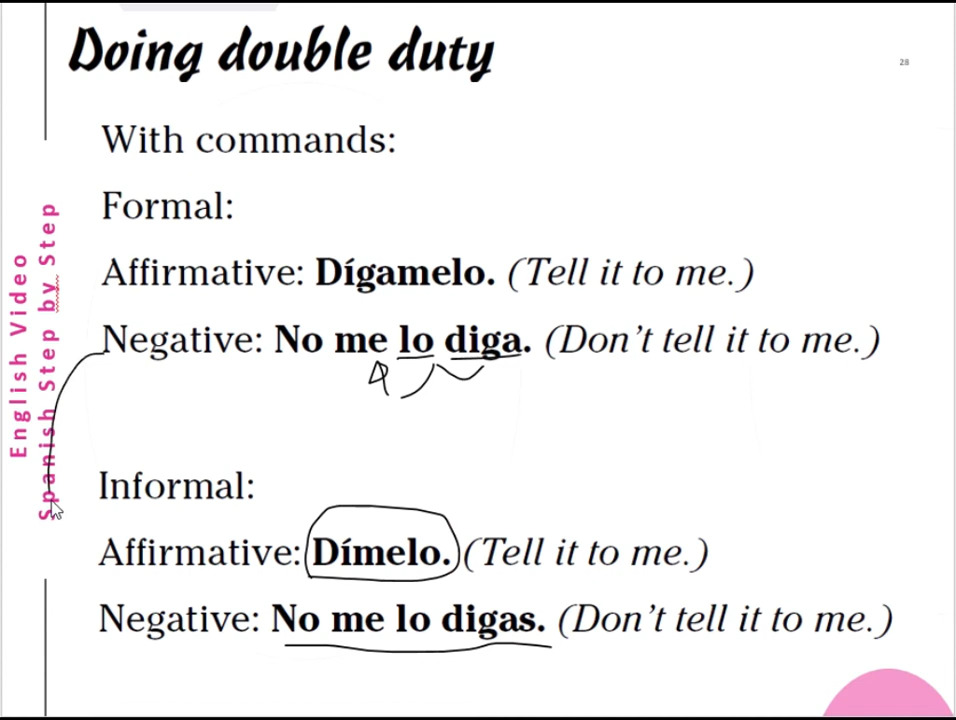 Doing double duty
28
With commands:
Formal:
Affirmative: Dígamelo. (Tell it to me.)
Negative: No me lo diga. (Don't tell it to me.)
Informal:
Affirmative: Dímelo. (Tell it to me.)
Negative: No me lo digas. (Don't tell it to me.)
English Video
Spanish Step by Step